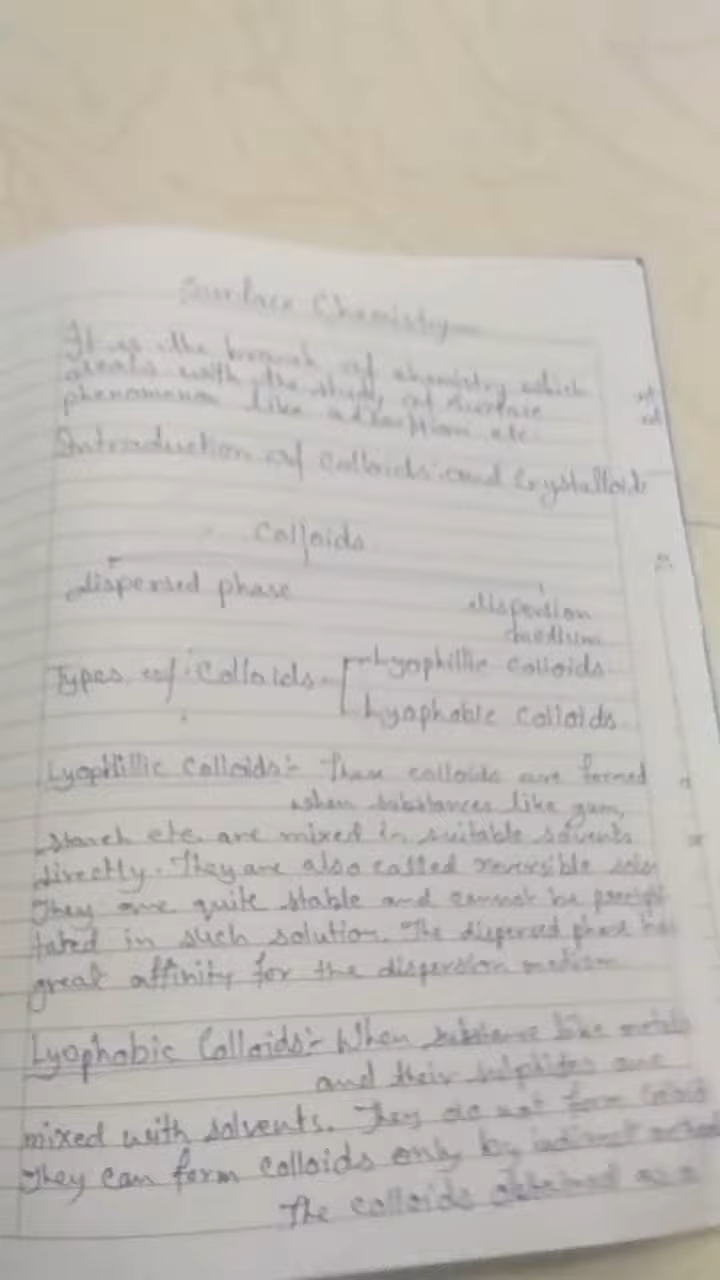 Surface Chemistry
It is the branch of chemistry which
deals with the study of surface
phenomenon like adsorption etc
Introduction of Colloids and Crystalloids
Colloids
dispersed phase
dispersion
medium
Types of Colloids
Lyophillic colloids
Lyophobic colloids
Lyophillic Colloids:- These colloids are formed
when substances like gum,
starch etc. are mixed in suitable solvents
directly. They are also called reversible sols
They are quite stable and cannot be precipi
tated in such solution. The dispersed phase has
great affinity for the dispersion medium
Lyophobic Colloids:- When substance like metals
and their sulphides are
mixed with solvents. They do not form
They can form colloids only by indirect
The colloids obtained